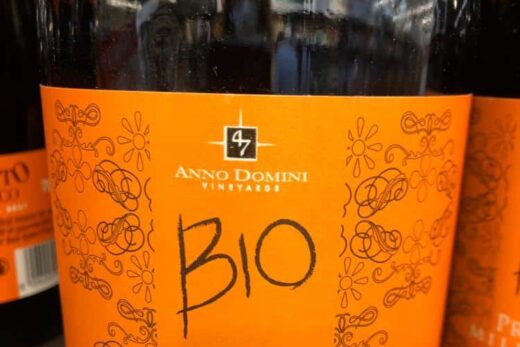 47
ANNO DOMINI
VINEYARDS
BIO